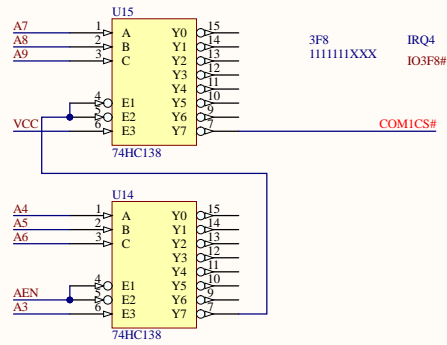 U15
A7 1 A Y0 15
A8 2 B Y1 14
A9 3 C Y2 13
Y3 12
Y4 11
4 E1 Y5 10
5 E2 Y6 9
VCC 6 E3 Y7 7 COM1CS#
74HC138
3F8 IRQ4
1111111XXX IO3F8#
U14
A4 1 A Y0 15
A5 2 B Y1 14
A6 3 C Y2 13
Y3 12
Y4 11
4 E1 Y5 10
AEN 5 E2 Y6 9
A3 6 E3 Y7 7
74HC138